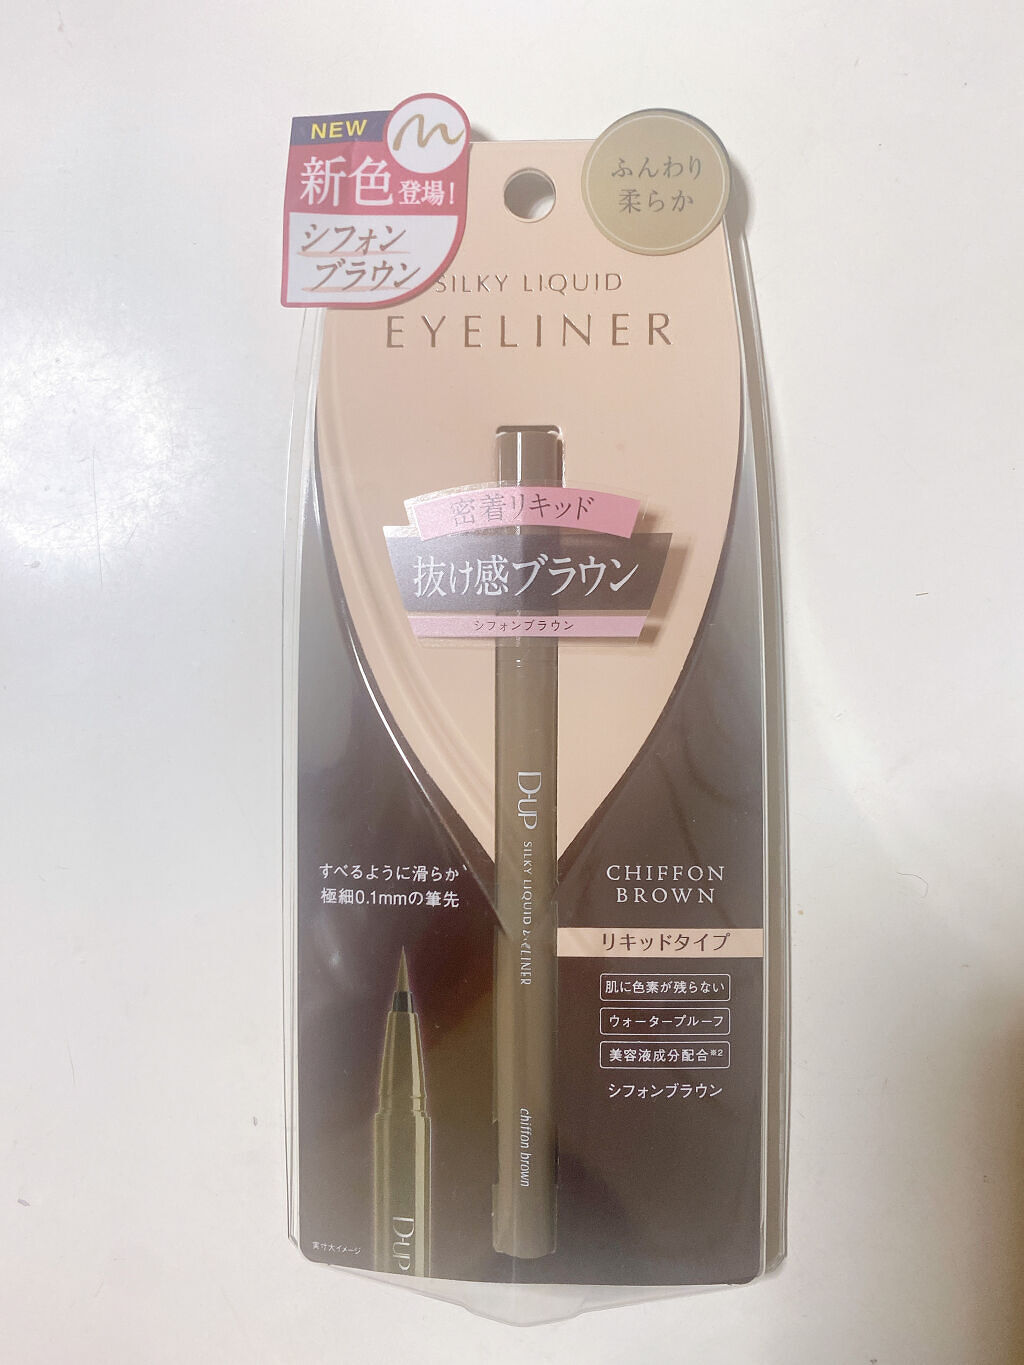 NEW
新色登場!
シフォン
ブラウン
ふんわり
柔らか
SILKY LIQUID
EYELINER
密着リキッド
抜け感ブラウン
シフォンブラウン
D-UP SILKY LIQUID EYELINER
chiffon brown
すべるように滑らか
極細0.1mmの筆先
CHIFFON
BROWN
リキッドタイプ
肌に色素が残らない
ウォータープルーフ
美容液成分配合※2
シフォンブラウン
D-UP
実寸大イメージ